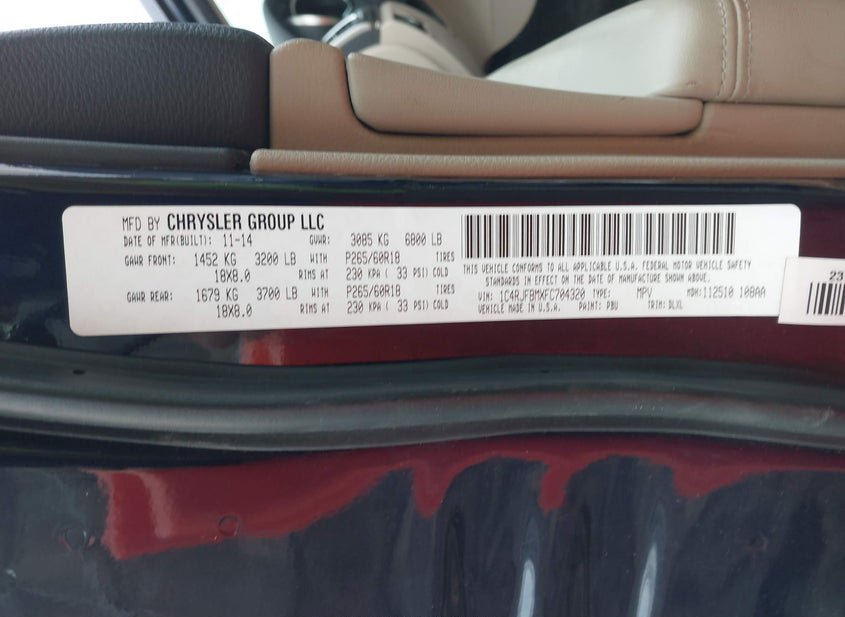 MFD BY CHRYSLER GROUP LLC
DATE OF MFR(BUILT): 11-14 GVWR: 3085 KG 6800 LB
GAWR FRONT: 1452 KG 3200 LB WITH P265/60R18 TIRES
18X8.0 RIMS AT 230 KPA ( 33 PSI) COLD
GAWR REAR: 1679 KG 3700 LB WITH P265/60R18 TIRES
18X8.0 RIMS AT 230 KPA ( 33 PSI) COLD
THIS VEHICLE CONFORMS TO ALL APPLICABLE U.S.A. FEDERAL MOTOR VEHICLE SAFETY
STANDARDS IN EFFECT ON THE DATE OF MANUFACTURE SHOWN ABOVE.
VIN: 1C4RJFBMXFC704320 TYPE: MPV MDH:112510 108AA
VEHICLE MADE IN U.S.A. PAINT: PBU TRIM: DLXL
23